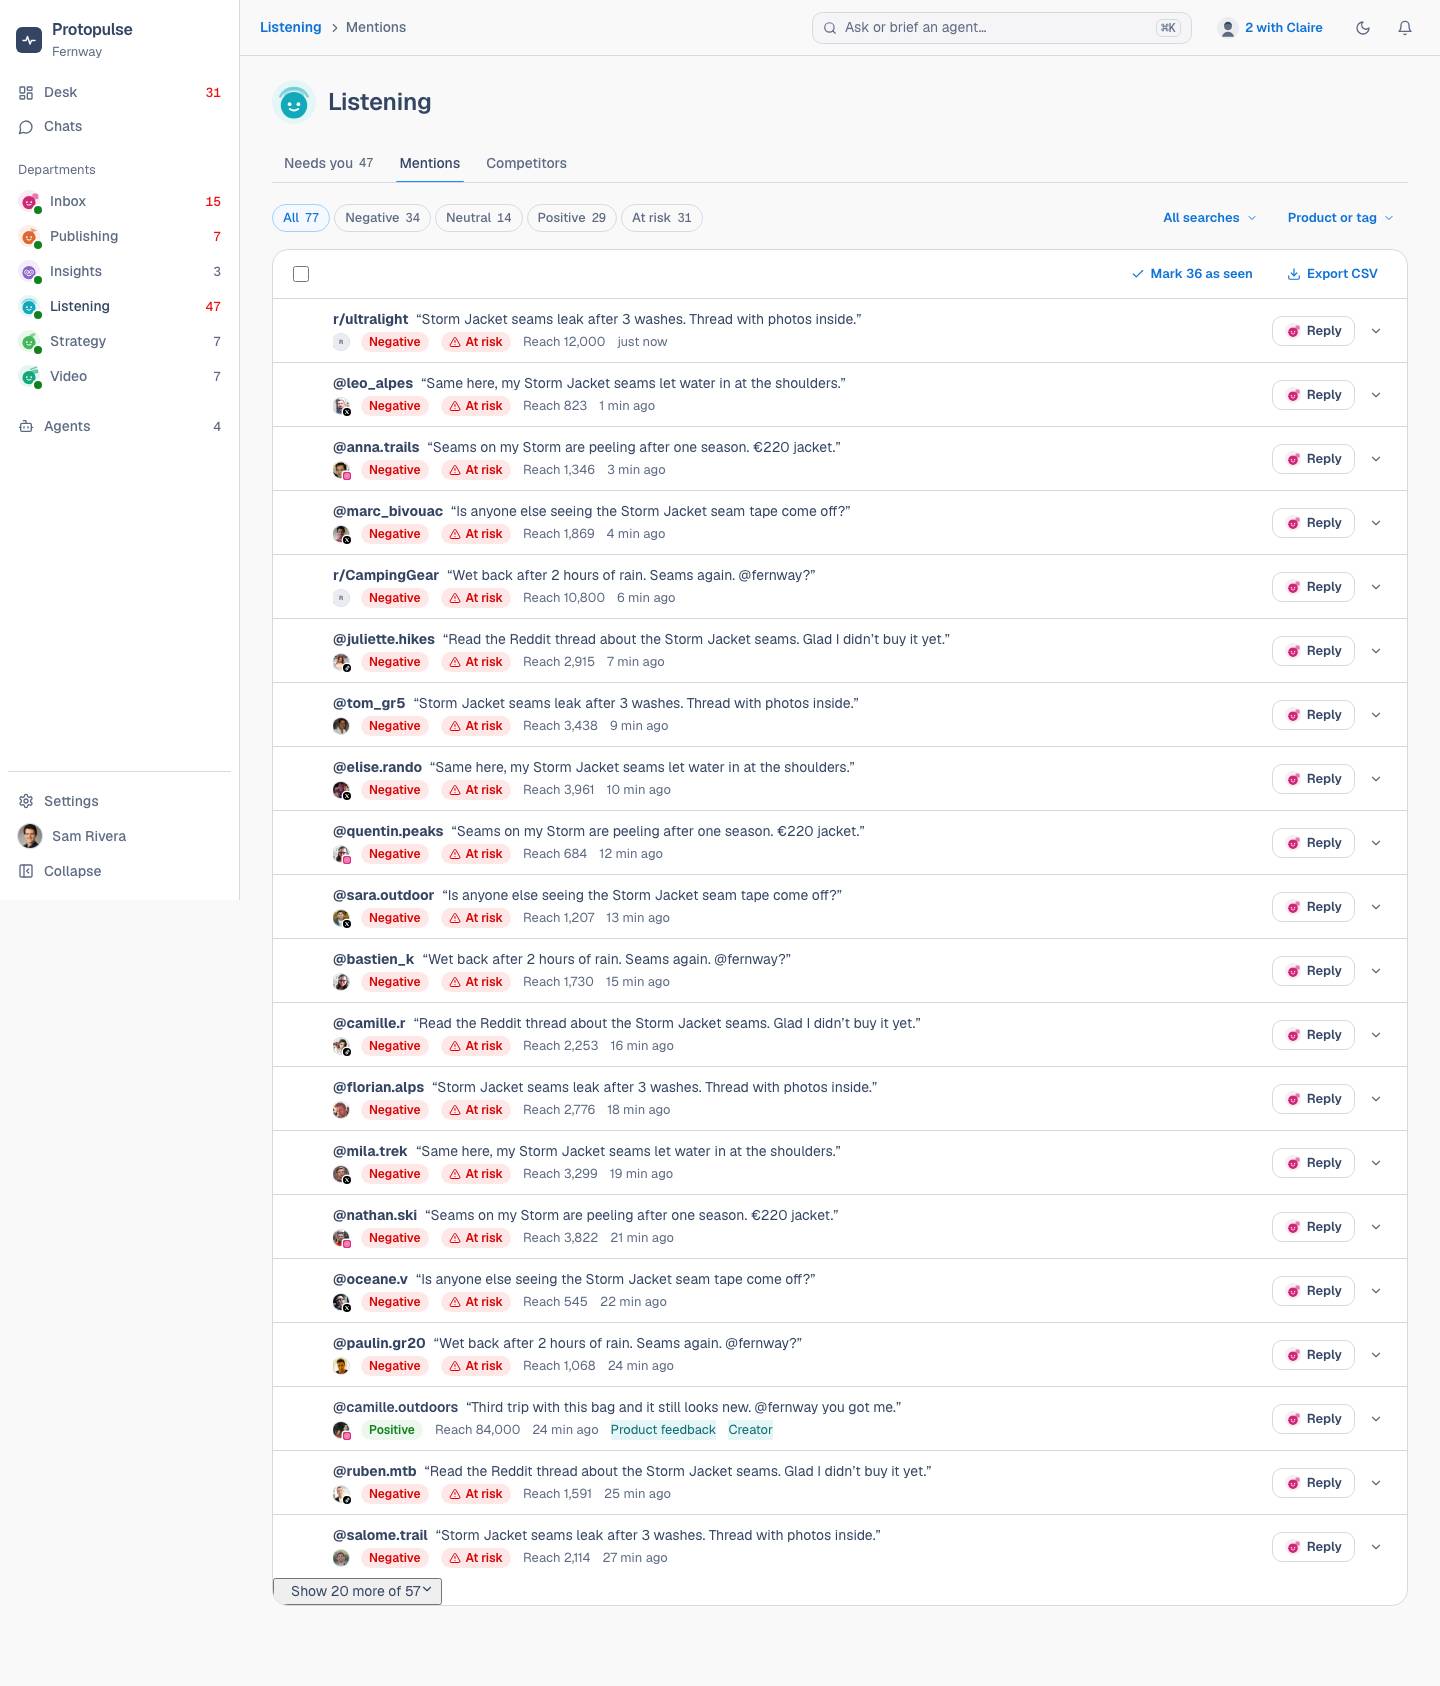 Protopulse
Fernway
Desk 31
Chats
Departments
Inbox 15
Publishing 7
Insights 3
Listening 47
Strategy 7
Video 7
Agents 4
Settings
Sam Rivera
Collapse
Listening > Mentions
Ask or brief an agent…
⌘K
2 with Claire
Listening
Needs you 47
Mentions
Competitors
All 77
Negative 34
Neutral 14
Positive 29
At risk 31
All searches
Product or tag
Mark 36 as seen
Export CSV
r/ultralight “Storm Jacket seams leak after 3 washes. Thread with photos inside.”
R Negative At risk Reach 12,000 just now
Reply
@leo_alpes “Same here, my Storm Jacket seams let water in at the shoulders.”
Negative At risk Reach 823 1 min ago
Reply
@anna.trails “Seams on my Storm are peeling after one season. €220 jacket.”
Negative At risk Reach 1,346 3 min ago
Reply
@marc_bivouac “Is anyone else seeing the Storm Jacket seam tape come off?”
Negative At risk Reach 1,869 4 min ago
Reply
r/CampingGear “Wet back after 2 hours of rain. Seams again. @fernway?”
R Negative At risk Reach 10,800 6 min ago
Reply
@juliette.hikes “Read the Reddit thread about the Storm Jacket seams. Glad I didn’t buy it yet.”
Negative At risk Reach 2,915 7 min ago
Reply
@tom_gr5 “Storm Jacket seams leak after 3 washes. Thread with photos inside.”
Negative At risk Reach 3,438 9 min ago
Reply
@elise.rando “Same here, my Storm Jacket seams let water in at the shoulders.”
Negative At risk Reach 3,961 10 min ago
Reply
@quentin.peaks “Seams on my Storm are peeling after one season. €220 jacket.”
Negative At risk Reach 684 12 min ago
Reply
@sara.outdoor “Is anyone else seeing the Storm Jacket seam tape come off?”
Negative At risk Reach 1,207 13 min ago
Reply
@bastien_k “Wet back after 2 hours of rain. Seams again. @fernway?”
Negative At risk Reach 1,730 15 min ago
Reply
@camille.r “Read the Reddit thread about the Storm Jacket seams. Glad I didn’t buy it yet.”
Negative At risk Reach 2,253 16 min ago
Reply
@florian.alps “Storm Jacket seams leak after 3 washes. Thread with photos inside.”
Negative At risk Reach 2,776 18 min ago
Reply
@mila.trek “Same here, my Storm Jacket seams let water in at the shoulders.”
Negative At risk Reach 3,299 19 min ago
Reply
@nathan.ski “Seams on my Storm are peeling after one season. €220 jacket.”
Negative At risk Reach 3,822 21 min ago
Reply
@oceane.v “Is anyone else seeing the Storm Jacket seam tape come off?”
Negative At risk Reach 545 22 min ago
Reply
@paulin.gr20 “Wet back after 2 hours of rain. Seams again. @fernway?”
Negative At risk Reach 1,068 24 min ago
Reply
@camille.outdoors “Third trip with this bag and it still looks new. @fernway you got me.”
Positive Reach 84,000 24 min ago Product feedback Creator
Reply
@ruben.mtb “Read the Reddit thread about the Storm Jacket seams. Glad I didn’t buy it yet.”
Negative At risk Reach 1,591 25 min ago
Reply
@salome.trail “Storm Jacket seams leak after 3 washes. Thread with photos inside.”
Negative At risk Reach 2,114 27 min ago
Reply
Show 20 more of 57